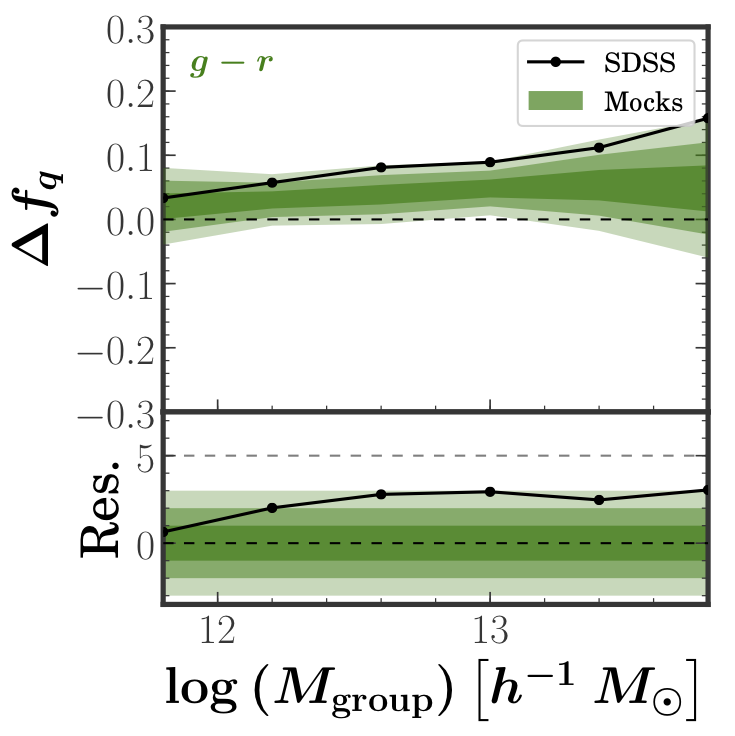 0.3
g − r
SDSS
Mocks
0.2
0.1
0.0
−0.1
−0.2
−0.3
Δf_q
5
0
Res.
12 13
log (M_group) [h⁻¹ M_⊙]